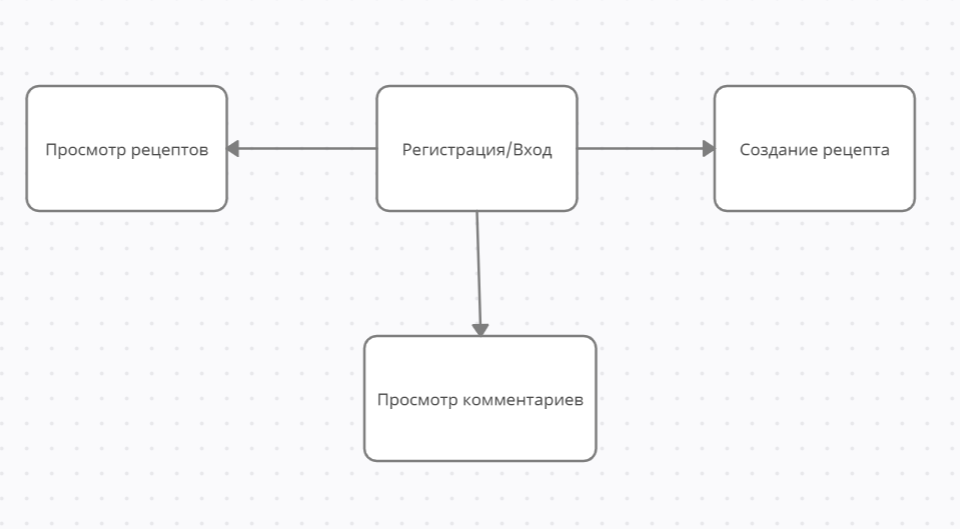 Просмотр рецептов
Регистрация/Вход
Создание рецепта
Просмотр комментариев